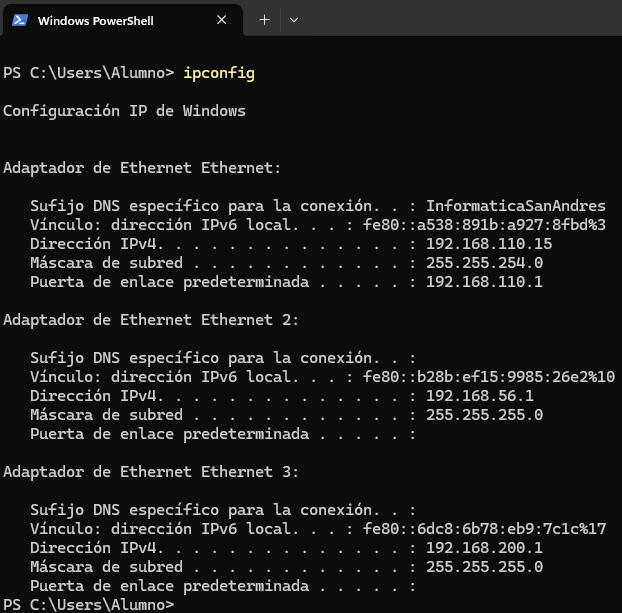 Windows PowerShell
PS C:\Users\Alumno> ipconfig
Configuración IP de Windows
Adaptador de Ethernet Ethernet:
Sufijo DNS específico para la conexión. . : InformaticaSanAndres
Vínculo: dirección IPv6 local. . . : fe80::a538:891b:a927:8fbd%3
Dirección IPv4. . . . . . . . . . . . . . : 192.168.110.15
Máscara de subred . . . . . . . . . . . . : 255.255.254.0
Puerta de enlace predeterminada . . . . . : 192.168.110.1
Adaptador de Ethernet Ethernet 2:
Sufijo DNS específico para la conexión. . :
Vínculo: dirección IPv6 local. . . : fe80::b28b:ef15:9985:26e2%10
Dirección IPv4. . . . . . . . . . . . . . : 192.168.56.1
Máscara de subred . . . . . . . . . . . . : 255.255.255.0
Puerta de enlace predeterminada . . . . . :
Adaptador de Ethernet Ethernet 3:
Sufijo DNS específico para la conexión. . :
Vínculo: dirección IPv6 local. . . : fe80::6dc8:6b78:eb9:7c1c%17
Dirección IPv4. . . . . . . . . . . . . . : 192.168.200.1
Máscara de subred . . . . . . . . . . . . : 255.255.255.0
Puerta de enlace predeterminada . . . . . :
PS C:\Users\Alumno>